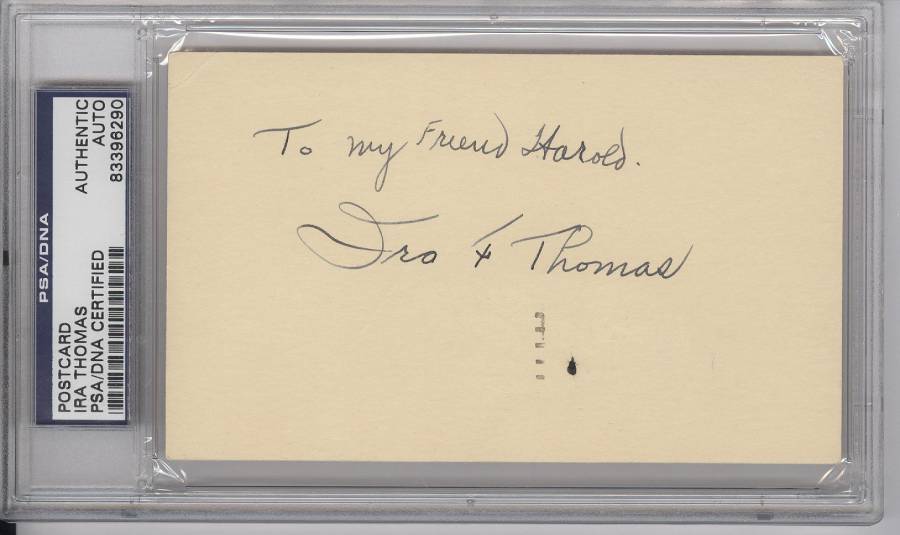 PSA/DNA
AUTHENTIC
AUTO
83396290
POSTCARD
IRA THOMAS
PSA/DNA CERTIFIED
To my Friend Harold.
Ira F Thomas